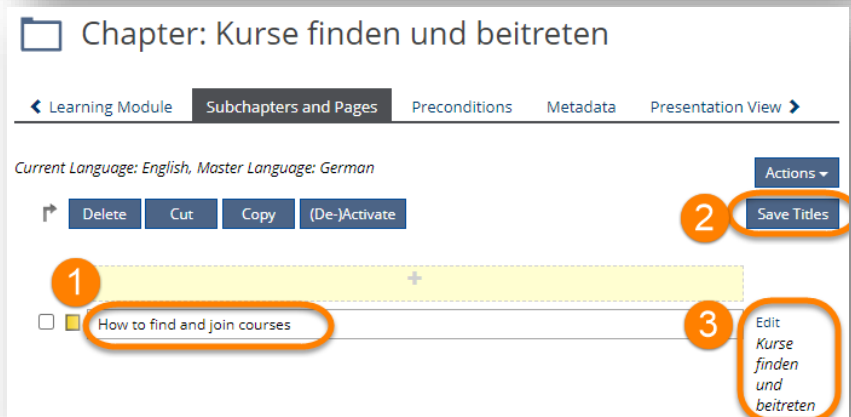 Chapter: Kurse finden und beitreten
Learning Module Subchapters and Pages Preconditions Metadata Presentation View
Current Language: English, Master Language: German
Actions
Delete Cut Copy (De-)Activate
2 Save Titles
1
+
How to find and join courses
3 Edit
Kurse
finden
und
beitreten